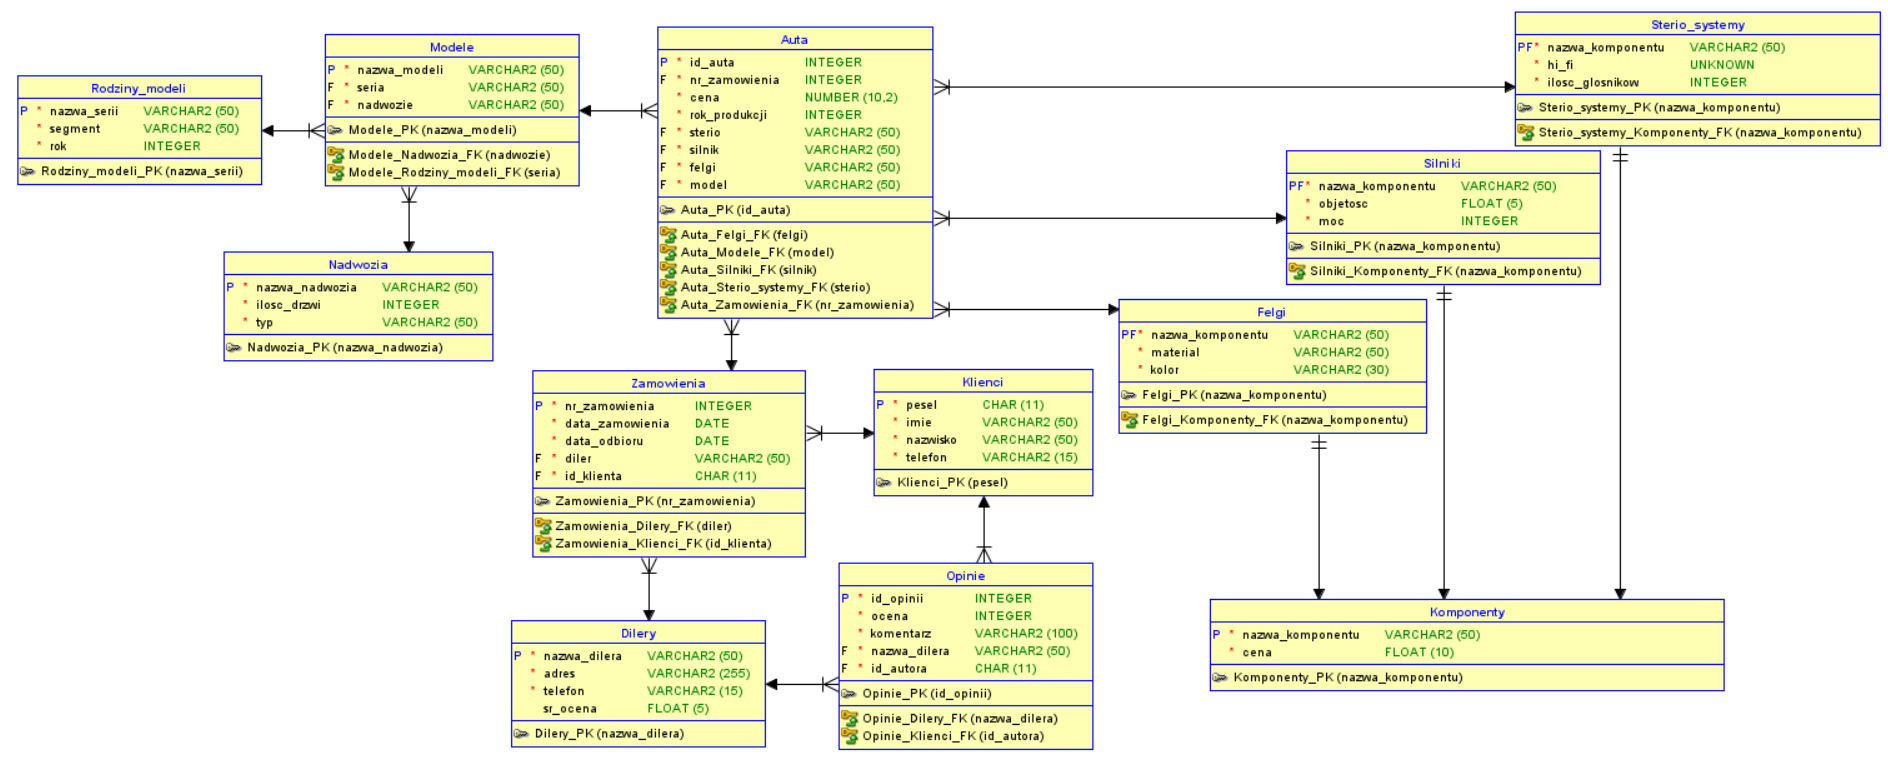 Rodziny_modeli
P * nazwa_serii VARCHAR2 (50)
* segment VARCHAR2 (50)
* rok INTEGER
Rodziny_modeli_PK (nazwa_serii)
Modele
P * nazwa_modeli VARCHAR2 (50)
F * seria VARCHAR2 (50)
F * nadwozie VARCHAR2 (50)
Modele_PK (nazwa_modeli)
Modele_Nadwozia_FK (nadwozie)
Modele_Rodziny_modeli_FK (seria)
Nadwozia
P * nazwa_nadwozia VARCHAR2 (50)
* ilosc_drzwi INTEGER
* typ VARCHAR2 (50)
Nadwozia_PK (nazwa_nadwozia)
Auta
P * id_auta INTEGER
F * nr_zamowienia INTEGER
* cena NUMBER (10,2)
* rok_produkcji INTEGER
F * sterio VARCHAR2 (50)
F * silnik VARCHAR2 (50)
F * felgi VARCHAR2 (50)
F * model VARCHAR2 (50)
Auta_PK (id_auta)
Auta_Felgi_FK (felgi)
Auta_Modele_FK (model)
Auta_Silniki_FK (silnik)
Auta_Sterio_systemy_FK (sterio)
Auta_Zamowienia_FK (nr_zamowienia)
Sterio_systemy
PF* nazwa_komponentu VARCHAR2 (50)
* hi_fi UNKNOWN
* ilosc_glosnikow INTEGER
Sterio_systemy_PK (nazwa_komponentu)
Sterio_systemy_Komponenty_FK (nazwa_komponentu)
Silniki
PF* nazwa_komponentu VARCHAR2 (50)
* objetosc FLOAT (5)
* moc INTEGER
Silniki_PK (nazwa_komponentu)
Silniki_Komponenty_FK (nazwa_komponentu)
Felgi
PF* nazwa_komponentu VARCHAR2 (50)
* material VARCHAR2 (50)
* kolor VARCHAR2 (30)
Felgi_PK (nazwa_komponentu)
Felgi_Komponenty_FK (nazwa_komponentu)
Zamowienia
P * nr_zamowienia INTEGER
* data_zamowienia DATE
* data_odbioru DATE
F * diler VARCHAR2 (50)
F * id_klienta CHAR (11)
Zamowienia_PK (nr_zamowienia)
Zamowienia_Dilery_FK (diler)
Zamowienia_Klienci_FK (id_klienta)
Klienci
P * pesel CHAR (11)
* imie VARCHAR2 (50)
* nazwisko VARCHAR2 (50)
* telefon VARCHAR2 (15)
Klienci_PK (pesel)
Dilery
P * nazwa_dilera VARCHAR2 (50)
* adres VARCHAR2 (255)
* telefon VARCHAR2 (15)
sr_ocena FLOAT (5)
Dilery_PK (nazwa_dilera)
Opinie
P * id_opinii INTEGER
* ocena INTEGER
* komentarz VARCHAR2 (100)
F * nazwa_dilera VARCHAR2 (50)
F * id_autora CHAR (11)
Opinie_PK (id_opinii)
Opinie_Dilery_FK (nazwa_dilera)
Opinie_Klienci_FK (id_autora)
Komponenty
P * nazwa_komponentu VARCHAR2 (50)
* cena FLOAT (10)
Komponenty_PK (nazwa_komponentu)